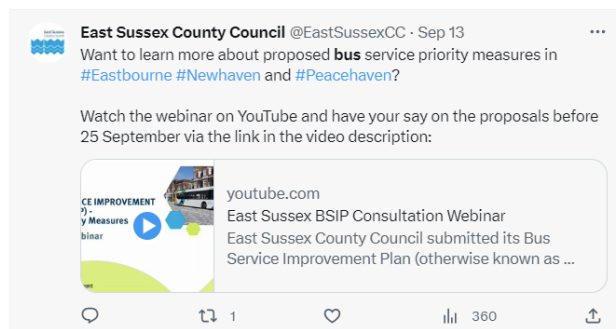 East Sussex County Council @EastSussexCC · Sep 13 ...
Want to learn more about proposed bus service priority measures in
#Eastbourne #Newhaven and #Peacehaven?
Watch the webinar on YouTube and have your say on the proposals before
25 September via the link in the video description:
CE IMPROVEMENT
P) -
y Measures
binar
youtube.com
East Sussex BSIP Consultation Webinar
East Sussex County Council submitted its Bus
Service Improvement Plan (otherwise known as ...
1
360